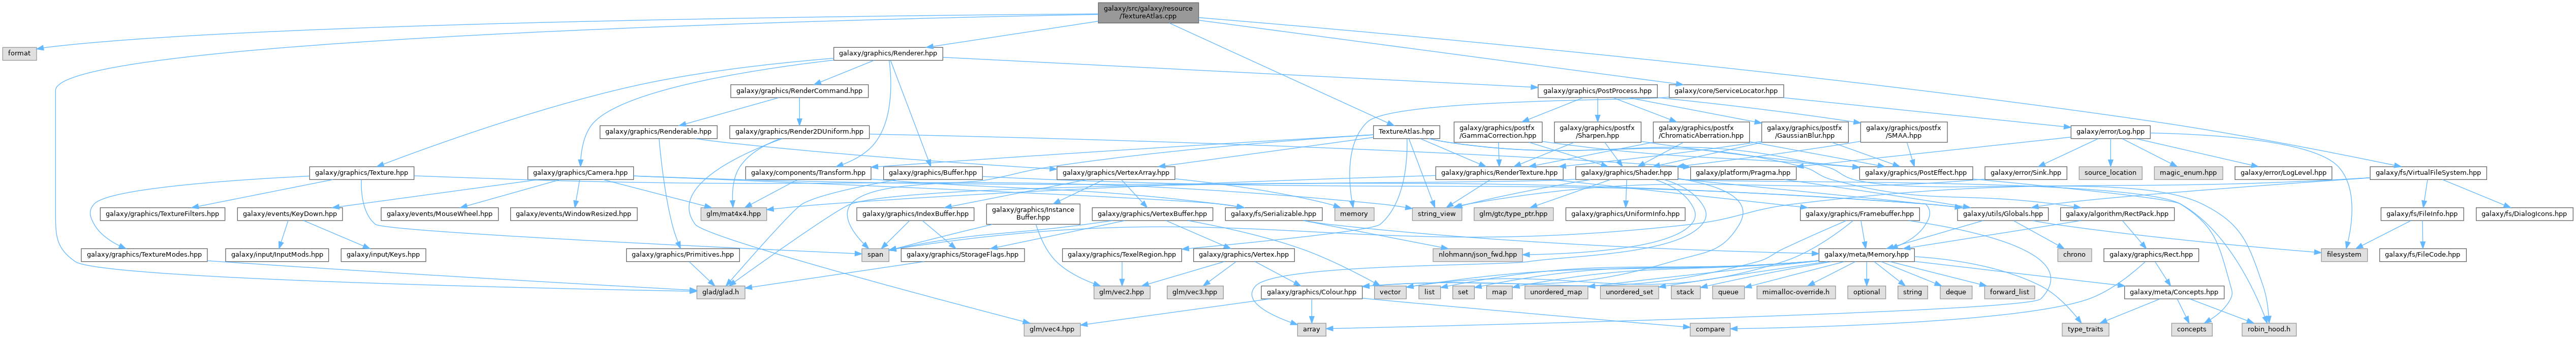 galaxy/src/galaxy/resource
/TextureAtlas.cpp
format
galaxy/graphics/Renderer.hpp
galaxy/graphics/RenderCommand.hpp
galaxy/graphics/PostProcess.hpp
galaxy/core/ServiceLocator.hpp
galaxy/graphics/Renderable.hpp
galaxy/graphics/Render2DUniform.hpp
TextureAtlas.hpp
galaxy/graphics/postfx
/GammaCorrection.hpp
galaxy/graphics/postfx
/Sharpen.hpp
galaxy/graphics/postfx
/ChromaticAberration.hpp
galaxy/graphics/postfx
/GaussianBlur.hpp
galaxy/graphics/postfx
/SMAA.hpp
galaxy/error/Log.hpp
galaxy/graphics/Texture.hpp
galaxy/graphics/Camera.hpp
galaxy/components/Transform.hpp
galaxy/graphics/Buffer.hpp
galaxy/graphics/VertexArray.hpp
galaxy/graphics/RenderTexture.hpp
galaxy/graphics/Shader.hpp
galaxy/platform/Pragma.hpp
galaxy/graphics/PostEffect.hpp
galaxy/error/Sink.hpp
source_location
magic_enum.hpp
galaxy/error/LogLevel.hpp
galaxy/fs/VirtualFileSystem.hpp
galaxy/graphics/TextureFilters.hpp
galaxy/events/KeyDown.hpp
galaxy/events/MouseWheel.hpp
galaxy/events/WindowResized.hpp
glm/mat4x4.hpp
galaxy/graphics/IndexBuffer.hpp
galaxy/graphics/Instance
Buffer.hpp
galaxy/graphics/VertexBuffer.hpp
galaxy/fs/Serializable.hpp
memory
string_view
glm/gtc/type_ptr.hpp
galaxy/graphics/UniformInfo.hpp
galaxy/graphics/Framebuffer.hpp
galaxy/utils/Globals.hpp
galaxy/algorithm/RectPack.hpp
galaxy/fs/FileInfo.hpp
galaxy/fs/DialogIcons.hpp
galaxy/graphics/TextureModes.hpp
galaxy/input/InputMods.hpp
galaxy/input/Keys.hpp
galaxy/graphics/Primitives.hpp
span
galaxy/graphics/StorageFlags.hpp
galaxy/graphics/TexelRegion.hpp
galaxy/graphics/Vertex.hpp
nlohmann/json_fwd.hpp
galaxy/meta/Memory.hpp
chrono
galaxy/graphics/Rect.hpp
filesystem
galaxy/fs/FileCode.hpp
glad/glad.h
glm/vec2.hpp
glm/vec3.hpp
galaxy/graphics/Colour.hpp
vector
list
set
map
unordered_map
unordered_set
stack
queue
mimalloc-override.h
optional
string
deque
forward_list
galaxy/meta/Concepts.hpp
glm/vec4.hpp
array
compare
type_traits
concepts
robin_hood.h